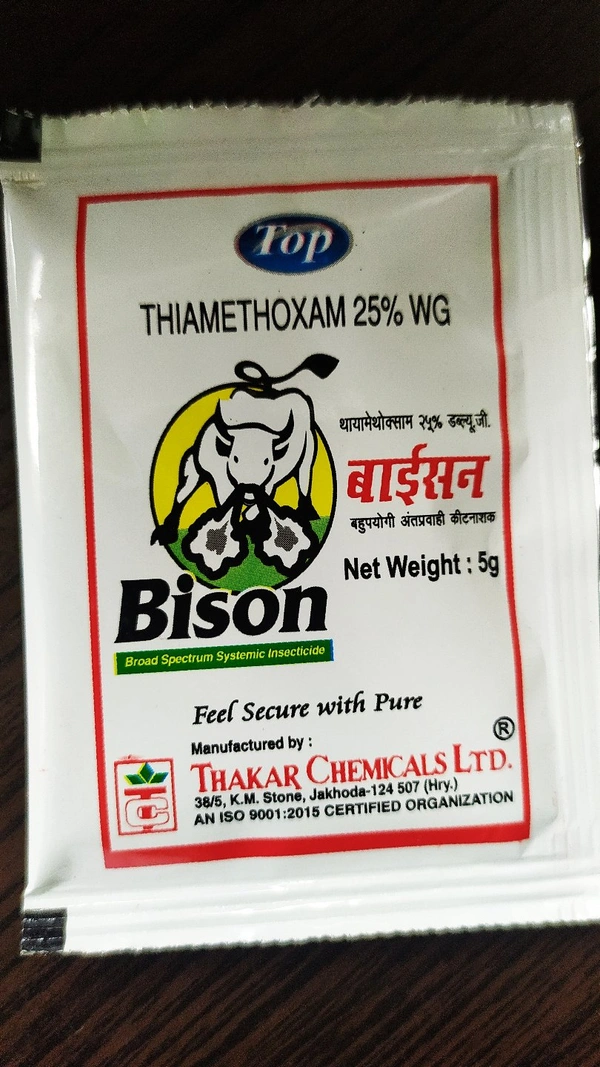 Top
THIAMETHOXAM 25% WG
थायामेथोक्साम २५% डब्ल्यू.जी.
बाईसन
बहुपयोगी अंतप्रवाही कीटनाशक
Net Weight : 5g
Bison
Broad Spectrum Systemic Insecticide
Feel Secure with Pure
®
Manufactured by :
THAKAR CHEMICALS LTD.
38/5, K.M. Stone, Jakhoda-124 507 (Hry.)
AN ISO 9001:2015 CERTIFIED ORGANIZATION
TC